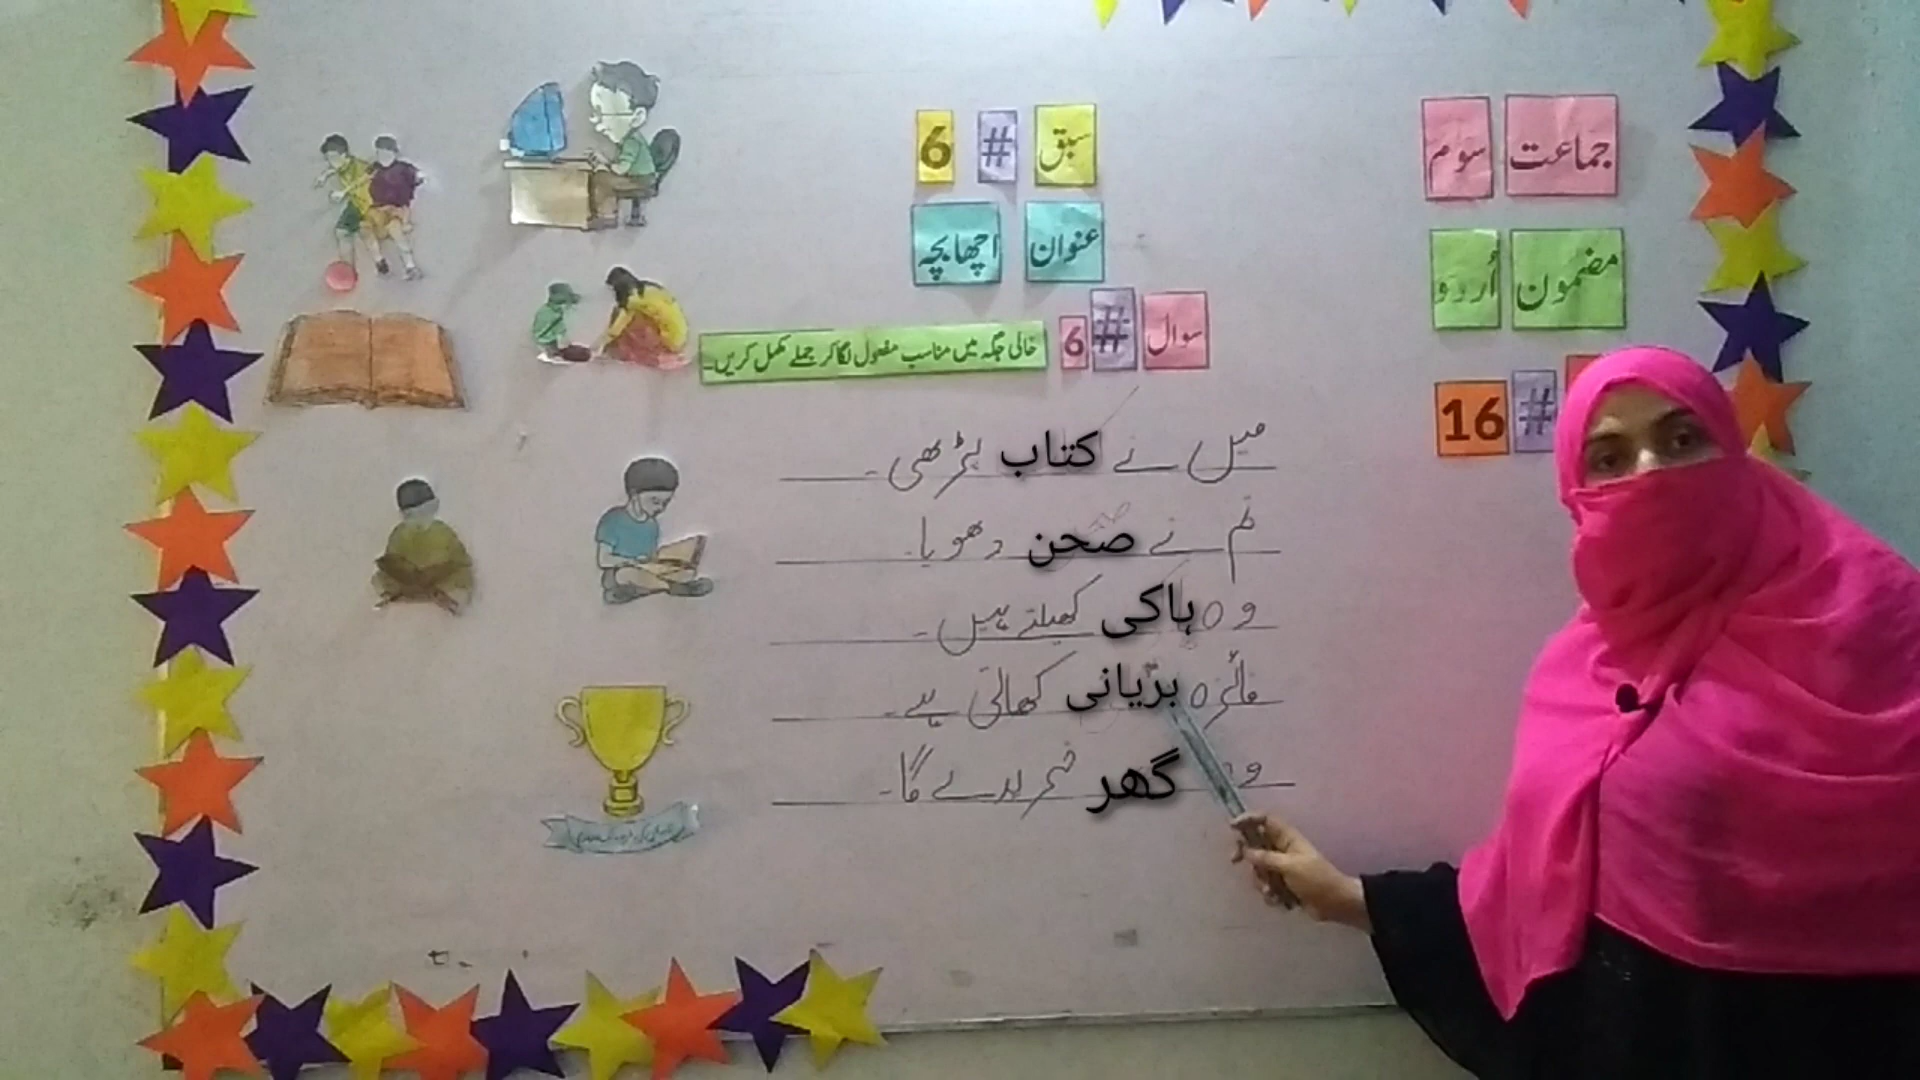 جماعت سوم
مضمون اُردو
# 16
سبق # 6
عنوان اچھا بچہ
سوال # 6 خالی جگہ میں مناسب مفعول لگا کر جملے مکمل کریں۔
میں نے کتاب پڑھی ۔
تم نے صحن دھویا ۔
وہ ہاکی کھیلتے ہیں ۔
فائزہ بریانی کھاتی ہے ۔
وہ گھر خریدے گا ۔